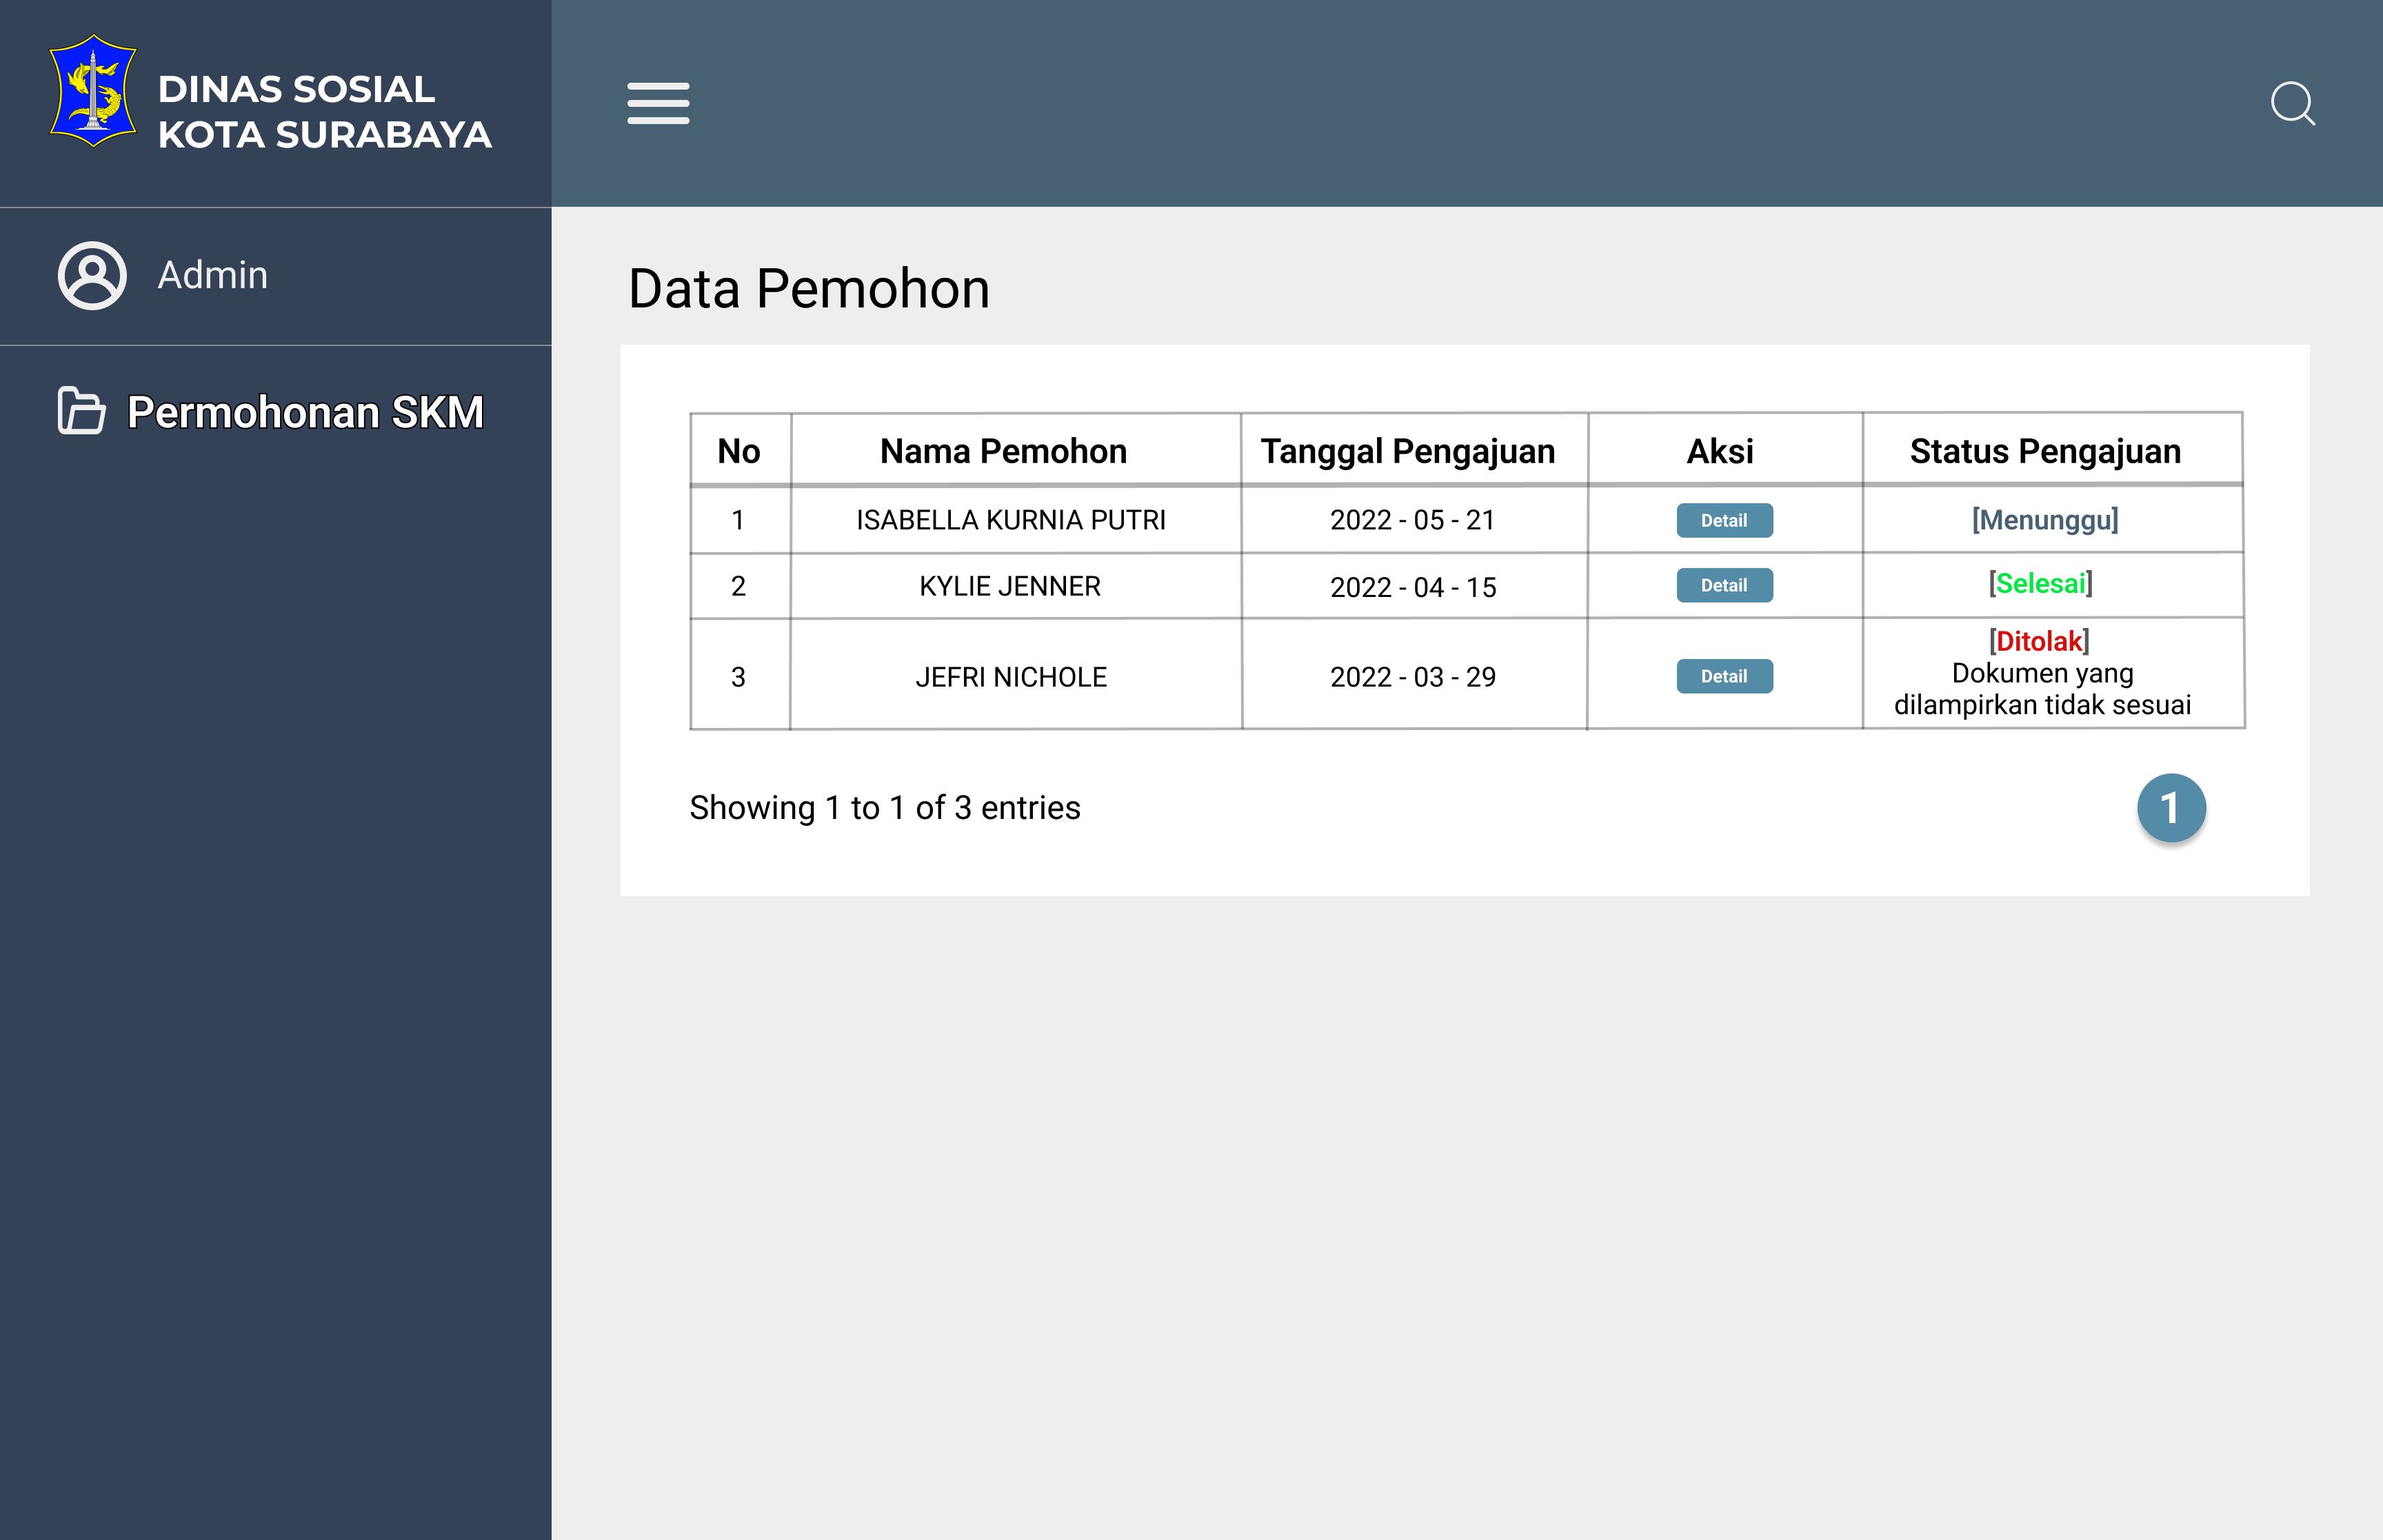 DINAS SOSIAL
KOTA SURABAYA
Admin
Permohonan SKM
Data Pemohon
No Nama Pemohon Tanggal Pengajuan Aksi Status Pengajuan
1 ISABELLA KURNIA PUTRI 2022 - 05 - 21 Detail [Menunggu]
2 KYLIE JENNER 2022 - 04 - 15 Detail [Selesai]
3 JEFRI NICHOLE 2022 - 03 - 29 Detail [Ditolak]
Dokumen yang
dilampirkan tidak sesuai
Showing 1 to 1 of 3 entries
1